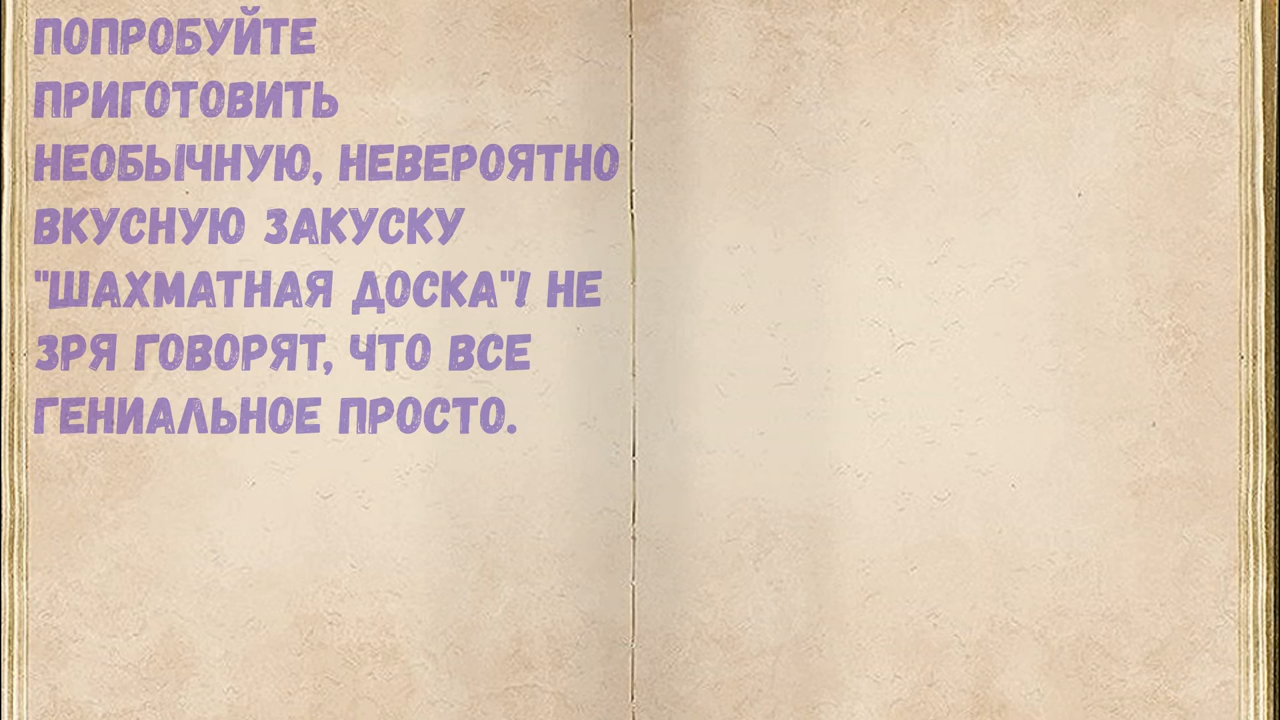 ПОПРОБУЙТЕ
ПРИГОТОВИТЬ
НЕОБЫЧНУЮ, НЕВЕРОЯТНО
ВКУСНУЮ ЗАКУСКУ
"ШАХМАТНАЯ ДОСКА"! НЕ
ЗРЯ ГОВОРЯТ, ЧТО ВСЕ
ГЕНИАЛЬНОЕ ПРОСТО.